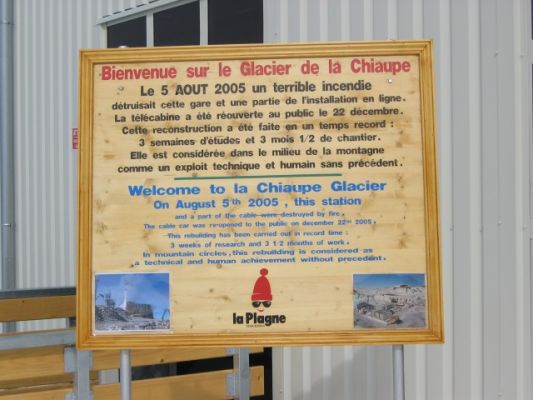 Bienvenue sur le Glacier de la Chiaupe
Le 5 AOUT 2005 un terrible incendie
détruisait cette gare et une partie de l'installation en ligne.
La télécabine a été réouverte au public le 22 décembre.
Cette reconstruction a été faite en un temps record :
3 semaines d'études et 3 mois 1/2 de chantier.
Elle est considérée dans le milieu de la montagne
comme un exploit technique et humain sans précédent.
Welcome to la Chiaupe Glacier
On August 5th 2005 , this station
and a part of the cable were destroyed by fire .
The cable car was re-opened to the public on december 22nd 2005 .
This rebuilding has been carried out in record time :
3 weeks of research and 3 1/2 months of work .
In mountain circles, this rebuilding is considered as
a technical and human achievement without precedent.
la Plagne